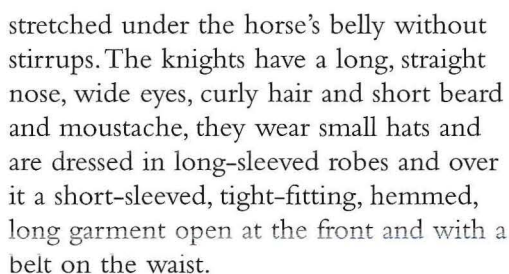 stretched under the horse's belly without
stirrups. The knights have a long, straight
nose, wide eyes, curly hair and short beard
and moustache, they wear small hats and
are dressed in long-sleeved robes and over
it a short-sleeved, tight-fitting, hemmed,
long garment open at the front and with a
belt on the waist.